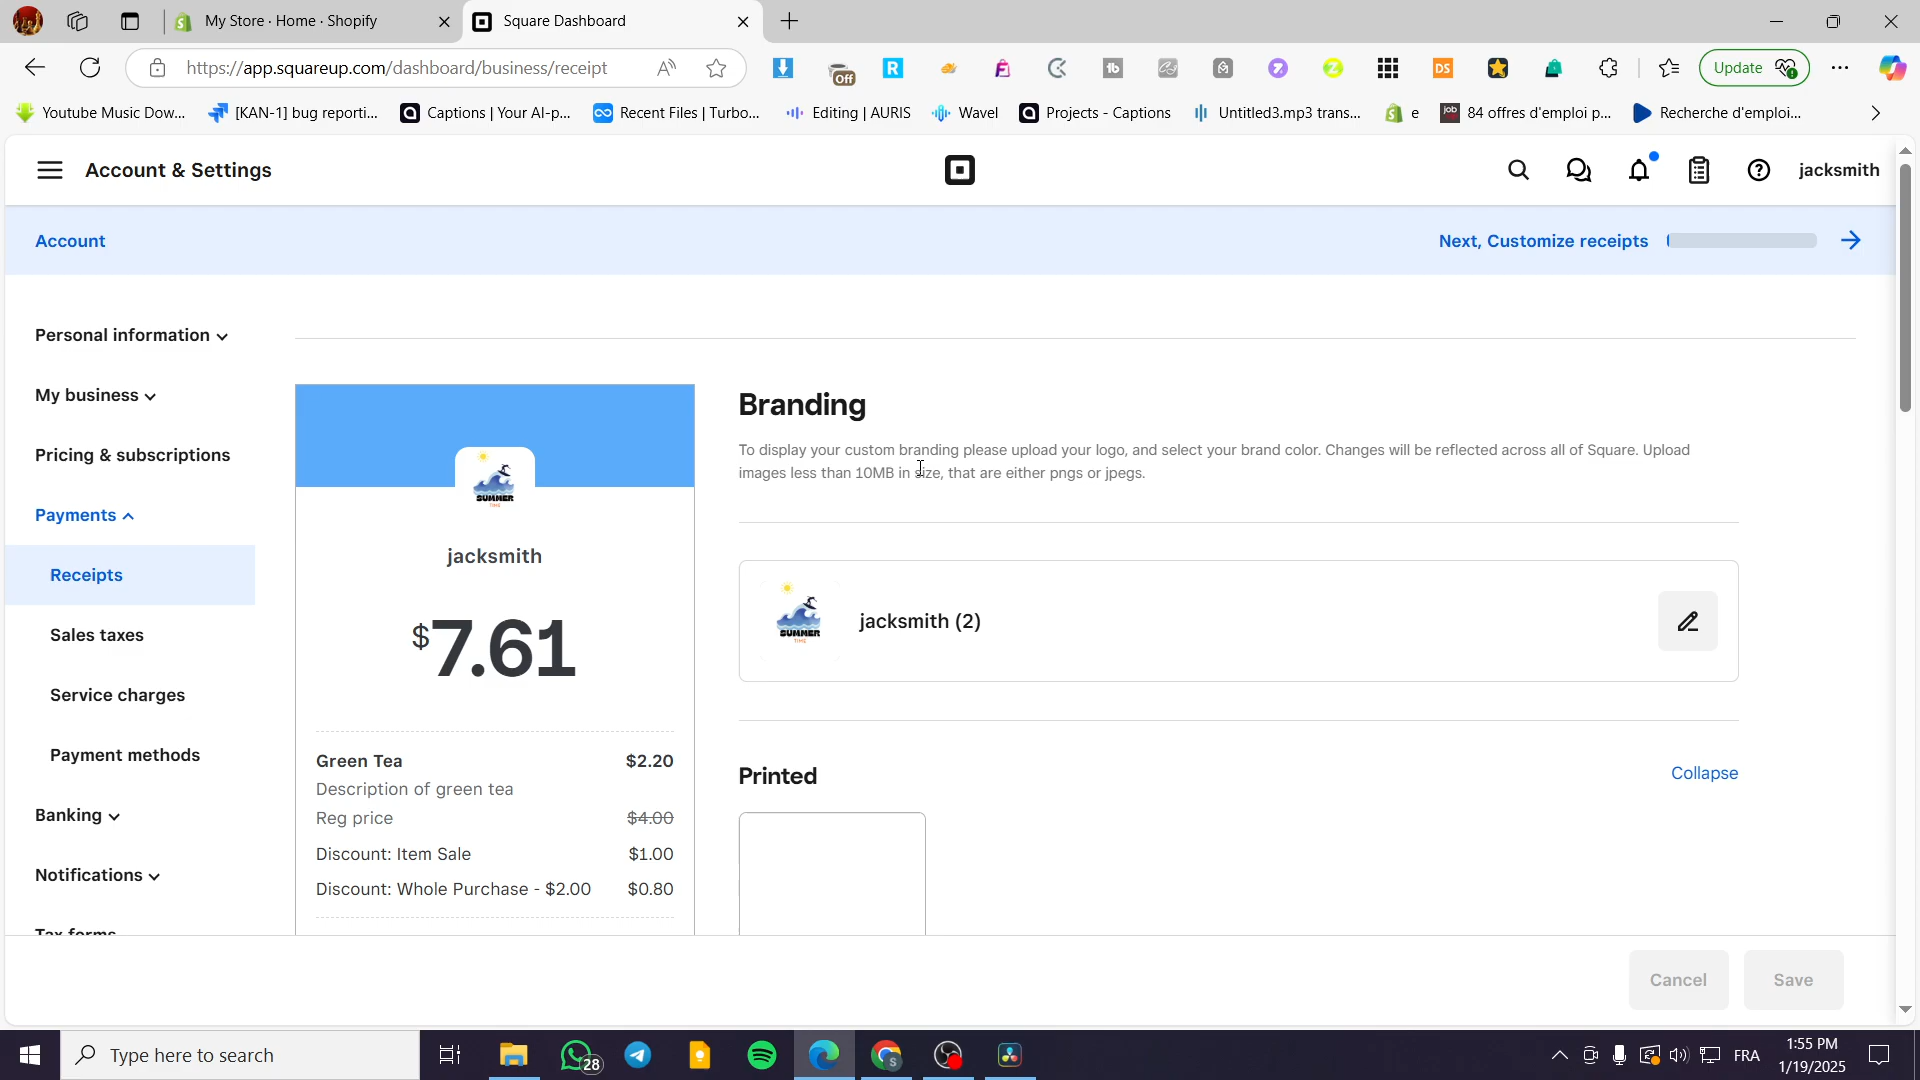 My Store · Home · Shopify
Square Dashboard
https://app.squareup.com/dashboard/business/receipt
Off
Update
Youtube Music Dow...
[KAN-1] bug reporti...
Captions | Your AI-p...
Recent Files | Turbo...
Editing | AURIS
Wavel
Projects - Captions
Untitled3.mp3 trans...
e
84 offres d'emploi p...
Recherche d'emploi...
Account & Settings
jacksmith
Account
Next, Customize receipts
Personal information
My business
Pricing & subscriptions
Payments
Receipts
Sales taxes
Service charges
Payment methods
Banking
Notifications
Tax forms
SUMMER
TIME
jacksmith
$7.61
Green Tea $2.20
Description of green tea
Reg price $4.00
Discount: Item Sale $1.00
Discount: Whole Purchase - $2.00 $0.80
Branding
To display your custom branding please upload your logo, and select your brand color. Changes will be reflected across all of Square. Upload
images less than 10MB in size, that are either pngs or jpegs.
SUMMER
TIME
jacksmith (2)
Printed
Collapse
Cancel
Save
Type here to search
28
FRA
1:55 PM
1/19/2025